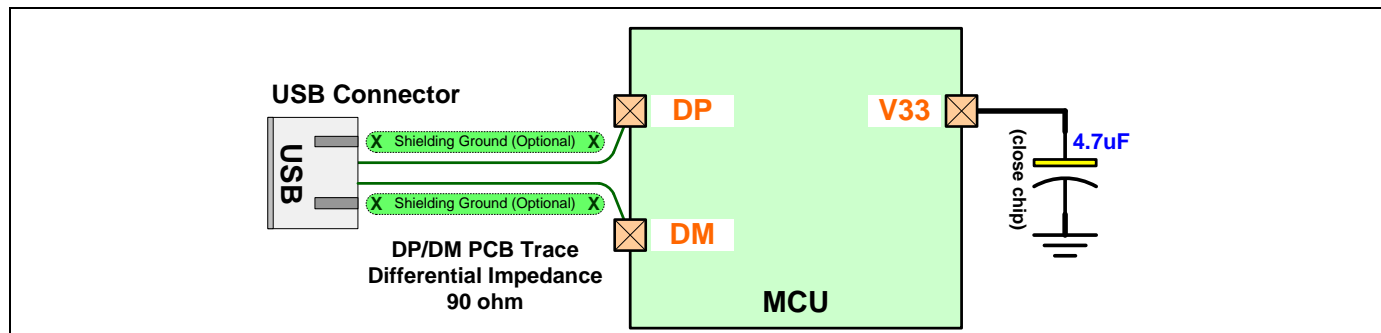 USB Connector
USB
X Shielding Ground (Optional) X
X Shielding Ground (Optional) X
DP/DM PCB Trace
Differential Impedance
90 ohm
DP
DM
MCU
V33
(close chip)
4.7uF